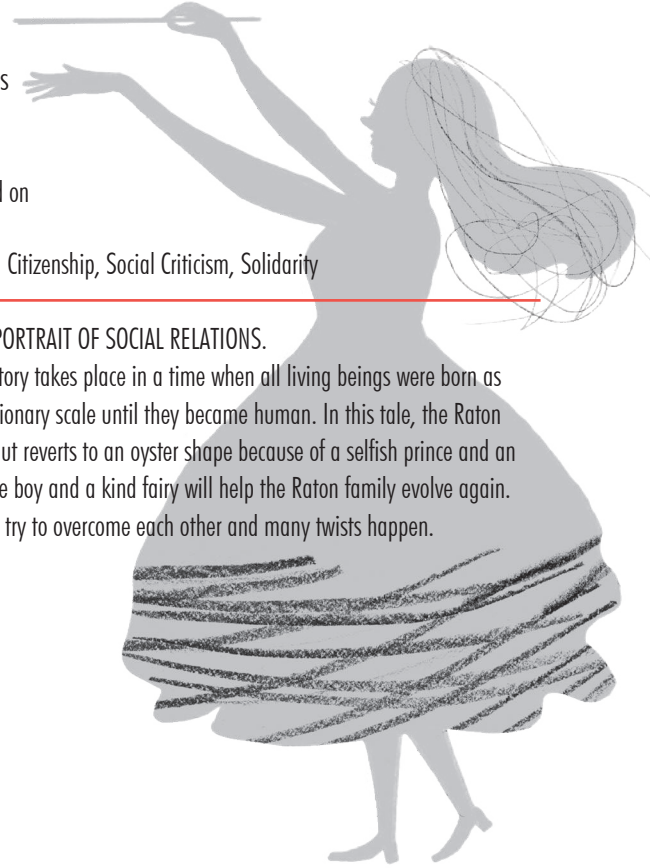 s
d on
Citizenship, Social Criticism, Solidarity
PORTRAIT OF SOCIAL RELATIONS.
tory takes place in a time when all living beings were born as
ionary scale until they became human. In this tale, the Raton
ut reverts to an oyster shape because of a selfish prince and an
e boy and a kind fairy will help the Raton family evolve again.
try to overcome each other and many twists happen.